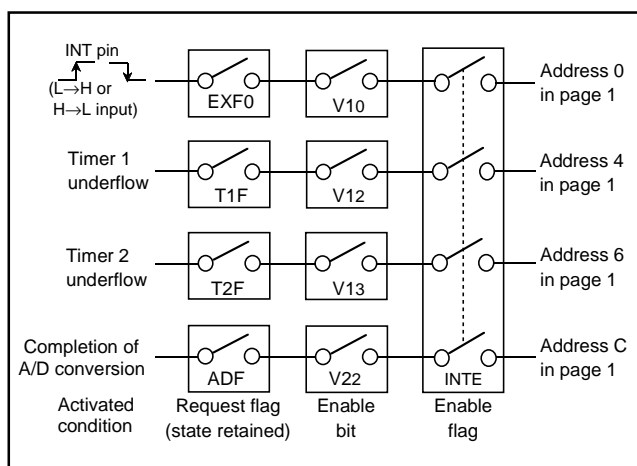 INT pin
(L→H or
H→L input)
EXF0
V10
Address 0
in page 1
Timer 1
underflow
T1F
V12
Address 4
in page 1
Timer 2
underflow
T2F
V13
Address 6
in page 1
Completion of
A/D conversion
ADF
V22
INTE
Address C
in page 1
Activated
condition
Request flag
(state retained)
Enable
bit
Enable
flag